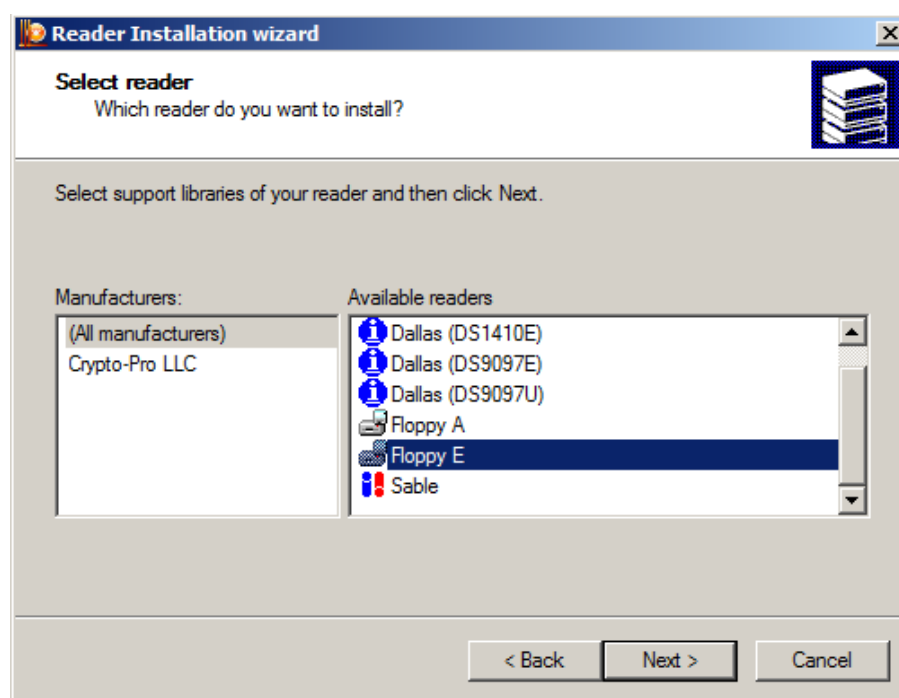 Reader Installation wizard
Select reader
Which reader do you want to install?
Select support libraries of your reader and then click Next.
Manufacturers:
(All manufacturers)
Crypto-Pro LLC
Available readers
Dallas (DS1410E)
Dallas (DS9097E)
Dallas (DS9097U)
Floppy A
Floppy E
Sable
< Back
Next >
Cancel